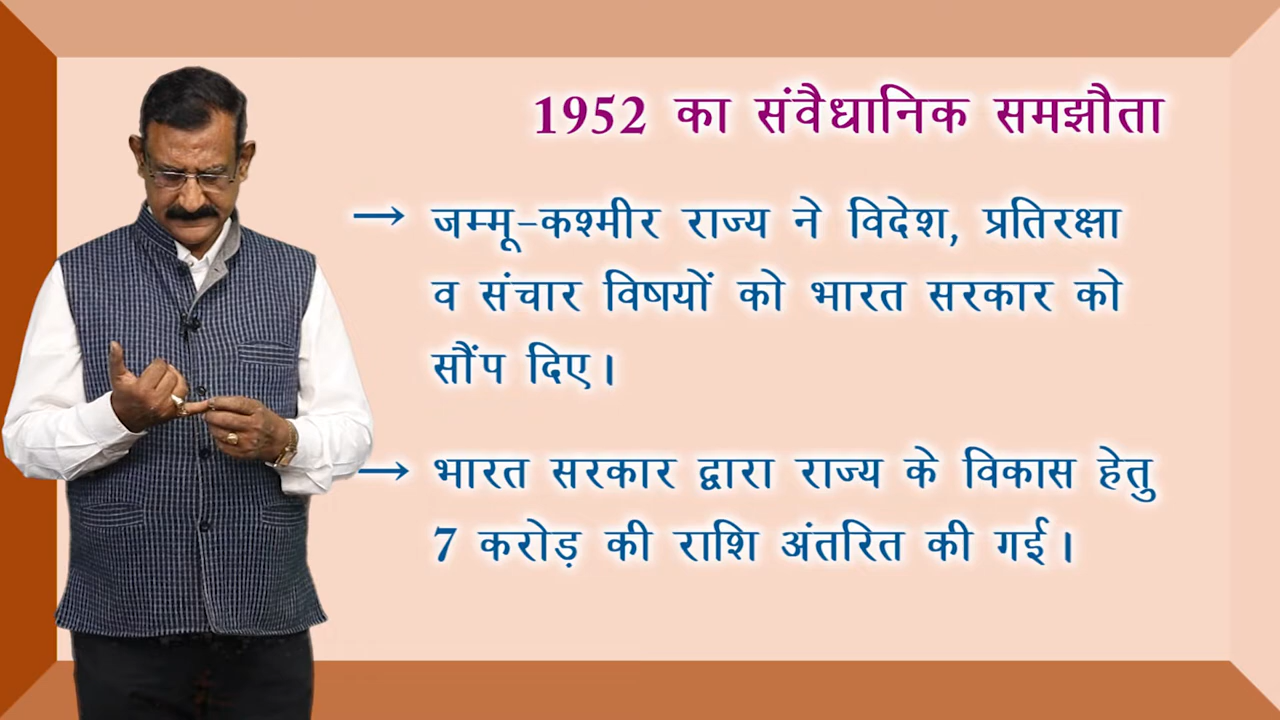 1952 का संवैधानिक समझौता
→ जम्मू-कश्मीर राज्य ने विदेश, प्रतिरक्षा
व संचार विषयों को भारत सरकार को
सौंप दिए।
→ भारत सरकार द्वारा राज्य के विकास हेतु
7 करोड़ की राशि अंतरित की गई।